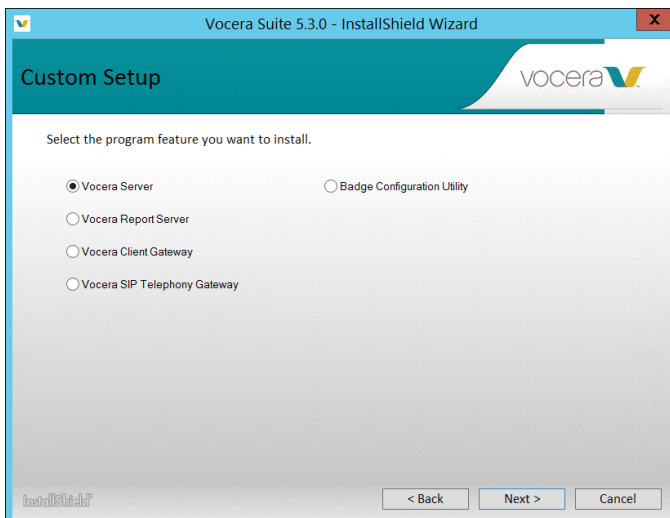 Vocera Suite 5.3.0 - InstallShield Wizard
X
Custom Setup
vocera
Select the program feature you want to install.
Vocera Server
Badge Configuration Utility
Vocera Report Server
Vocera Client Gateway
Vocera SIP Telephony Gateway
InstallShield
< Back
Next >
Cancel